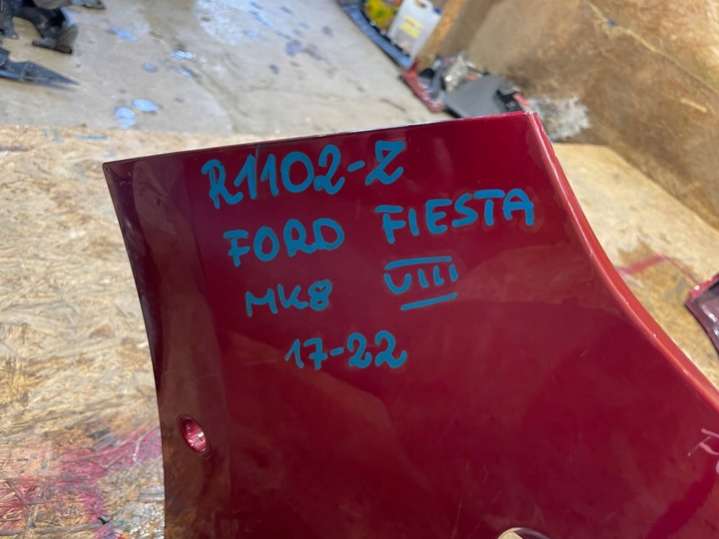 R1102-Z
FORD FIESTA
MK8 VIII
17-22